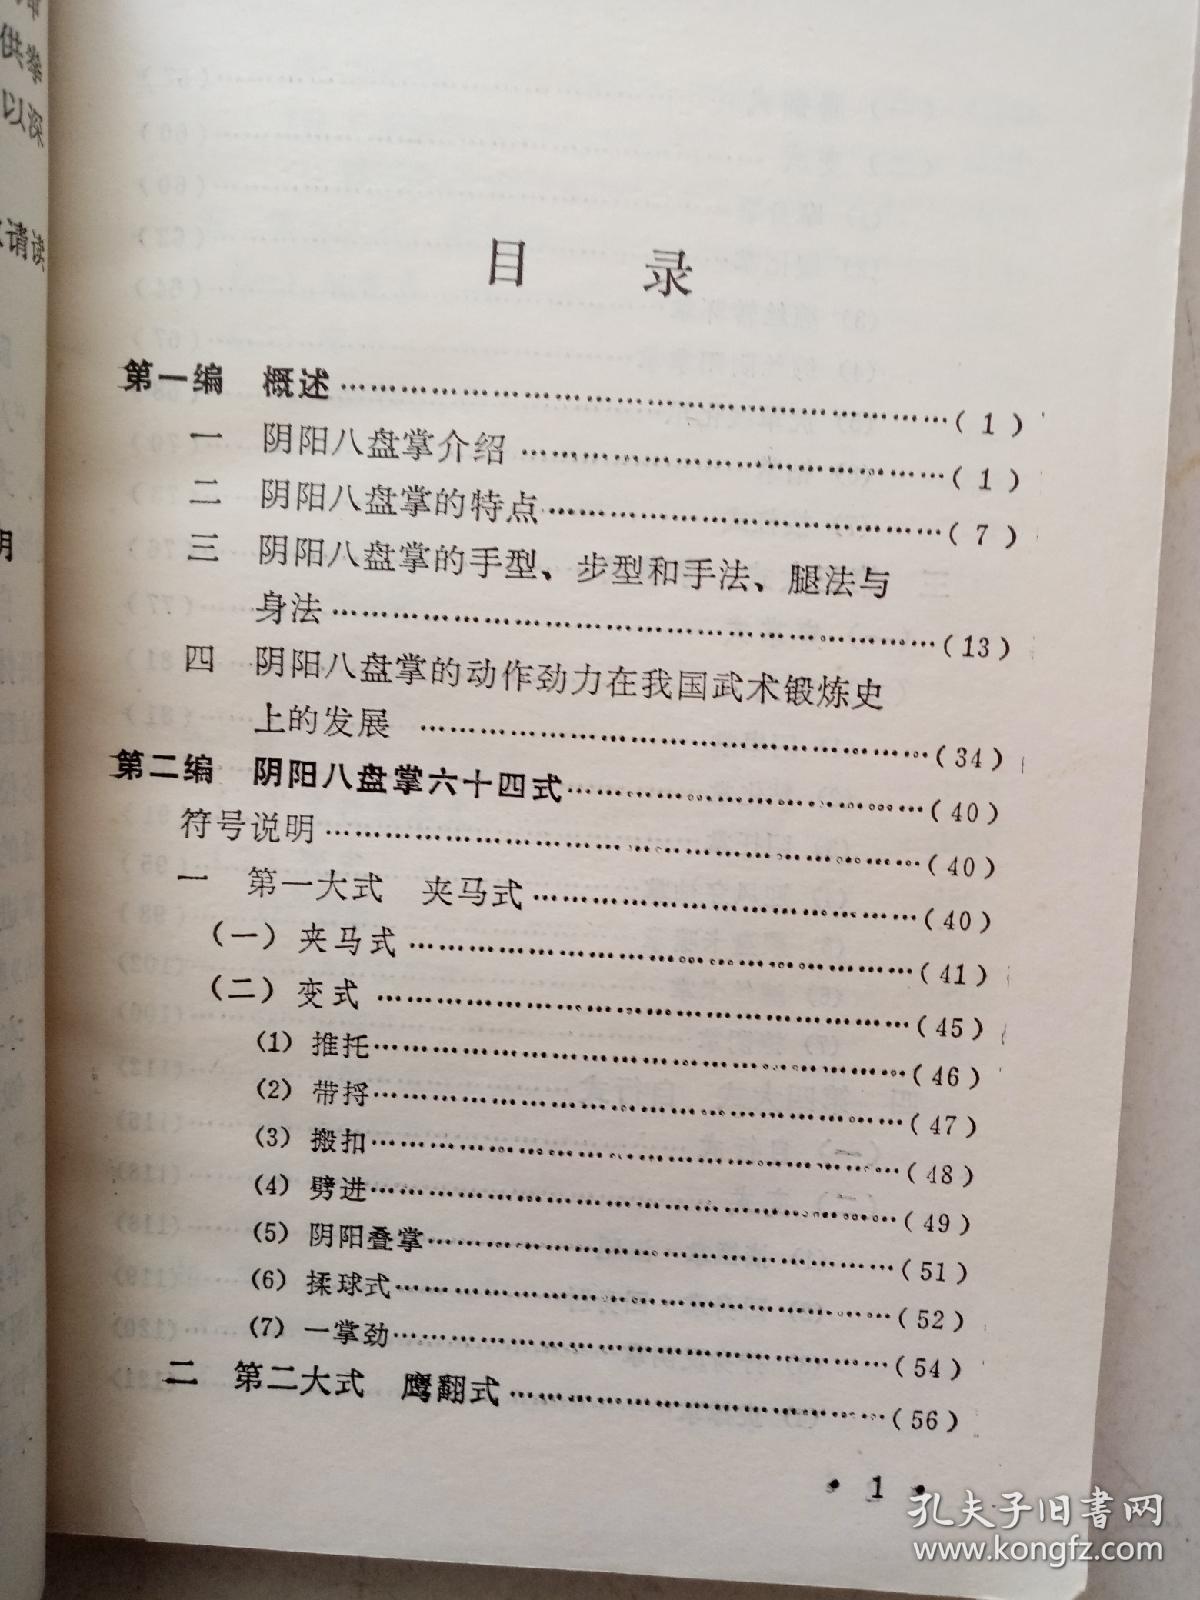 供拳
以深
请读
目　录
第一编　概述……………………………………(1)
一　阴阳八盘掌介绍……………………………(1)
二　阴阳八盘掌的特点…………………………(7)
三　阴阳八盘掌的手型、步型和手法、腿法与
身法……………………………………(13)
四　阴阳八盘掌的动作劲力在我国武术锻炼史
上的发展……………………………………(34)
第二编　阴阳八盘掌六十四式…………………(40)
符号说明……………………………………(40)
一　第一大式　夹马式…………………………(40)
(一)夹马式……………………………………(41)
(二)变式……………………………………(45)
(1)推托……………………………………(46)
(2)带捋……………………………………(47)
(3)搬扣……………………………………(48)
(4)劈进……………………………………(49)
(5)阴阳叠掌………………………………(51)
(6)揉球式…………………………………(52)
(7)一掌劲…………………………………(54)
二　第二大式　鹰翻式…………………………(56)
• 1 •
孔夫子旧书网
www.kongfz.com